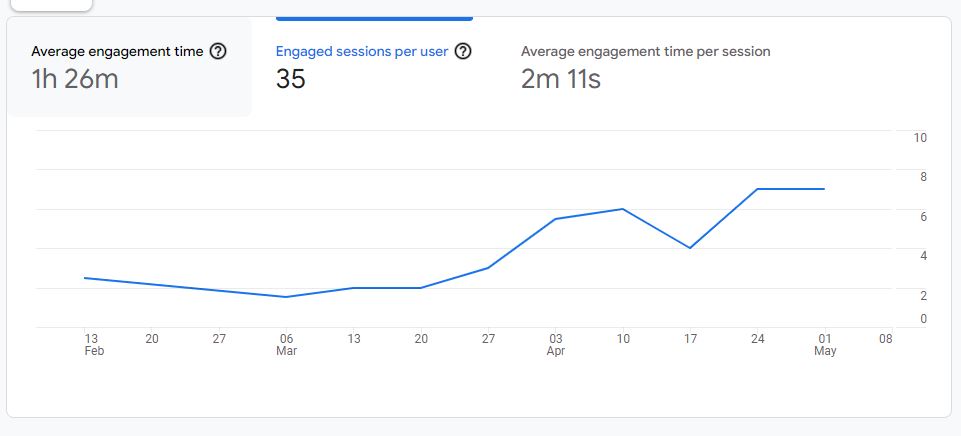 Average engagement time ?
1h 26m
Engaged sessions per user ?
35
Average engagement time per session
2m 11s
10
8
6
4
2
0
13 20 27 06 13 20 27 03 10 17 24 01 08
Feb Mar Apr May